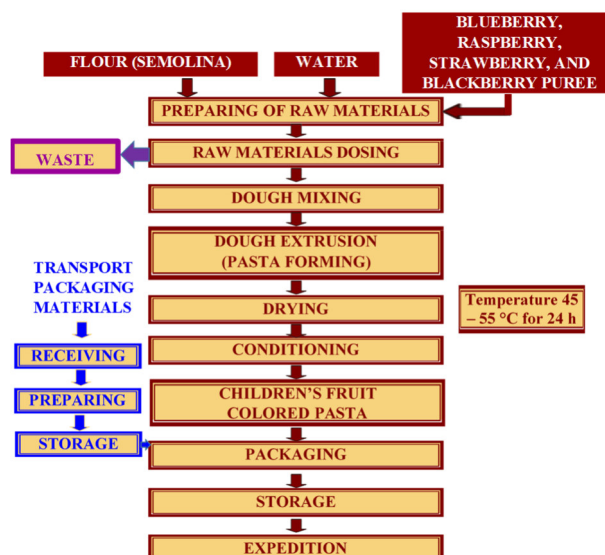 BLUEBERRY,
RASPBERRY,
STRAWBERRY, AND
BLACKBERRY PUREE
FLOUR (SEMOLINA)
WATER
PREPARING OF RAW MATERIALS
WASTE
RAW MATERIALS DOSING
DOUGH MIXING
DOUGH EXTRUSION
(PASTA FORMING)
TRANSPORT
PACKAGING
MATERIALS
DRYING
Temperature 45
– 55 °C for 24 h
RECEIVING
CONDITIONING
PREPARING
CHILDREN’S FRUIT
COLORED PASTA
STORAGE
PACKAGING
STORAGE
EXPEDITION